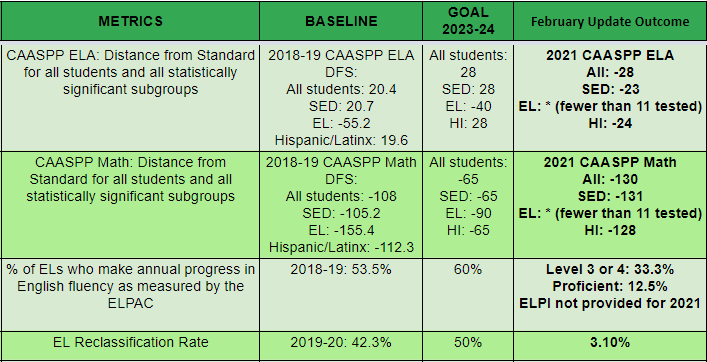 METRICS
BASELINE
GOAL
2023-24
February Update Outcome
CAASPP ELA: Distance from Standard
for all students and all statistically
significant subgroups
2018-19 CAASPP ELA
DFS:
All students: 20.4
SED: 20.7
EL: -55.2
Hispanic/Latinx: 19.6
All students:
28
SED: 28
EL: -40
HI: 28
2021 CAASPP ELA
All: -28
SED: -23
EL: * (fewer than 11 tested)
HI: -24
CAASPP Math: Distance from
Standard for all students and all
statistically significant subgroups
2018-19 CAASPP Math
DFS:
All students: -108
SED: -105.2
EL: -155.4
Hispanic/Latinx: -112.3
All students:
-65
SED: -65
EL: -90
HI: -65
2021 CAASPP Math
All: -130
SED: -131
EL: * (fewer than 11 tested)
HI: -128
% of ELs who make annual progress in
English fluency as measured by the
ELPAC
2018-19: 53.5%
60%
Level 3 or 4: 33.3%
Proficient: 12.5%
ELPI not provided for 2021
EL Reclassification Rate
2019-20: 42.3%
50%
3.10%